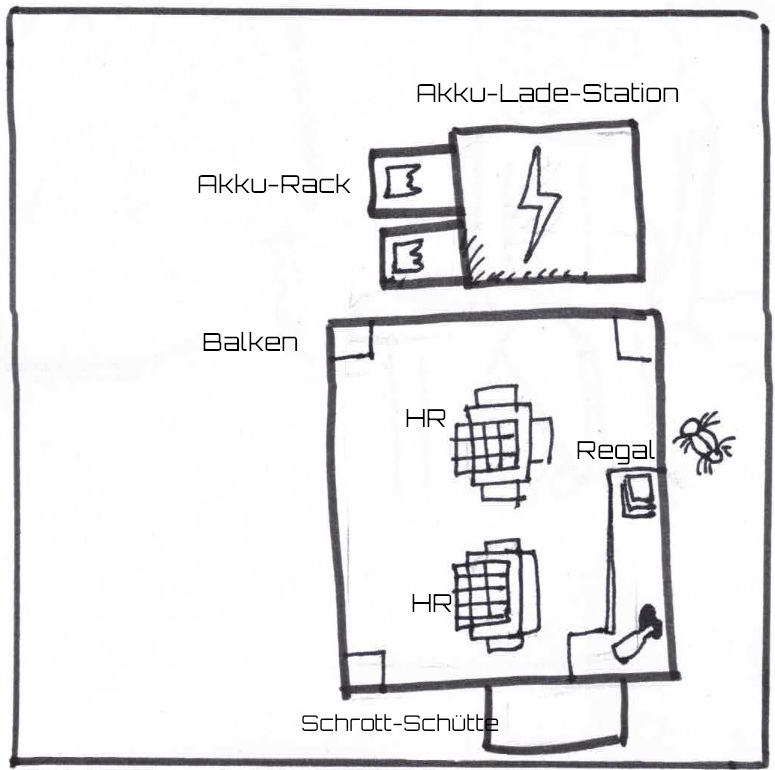 Akku-Lade-Station
Akku-Rack
Balken
HR
Regal
HR
Schrott-Schütte